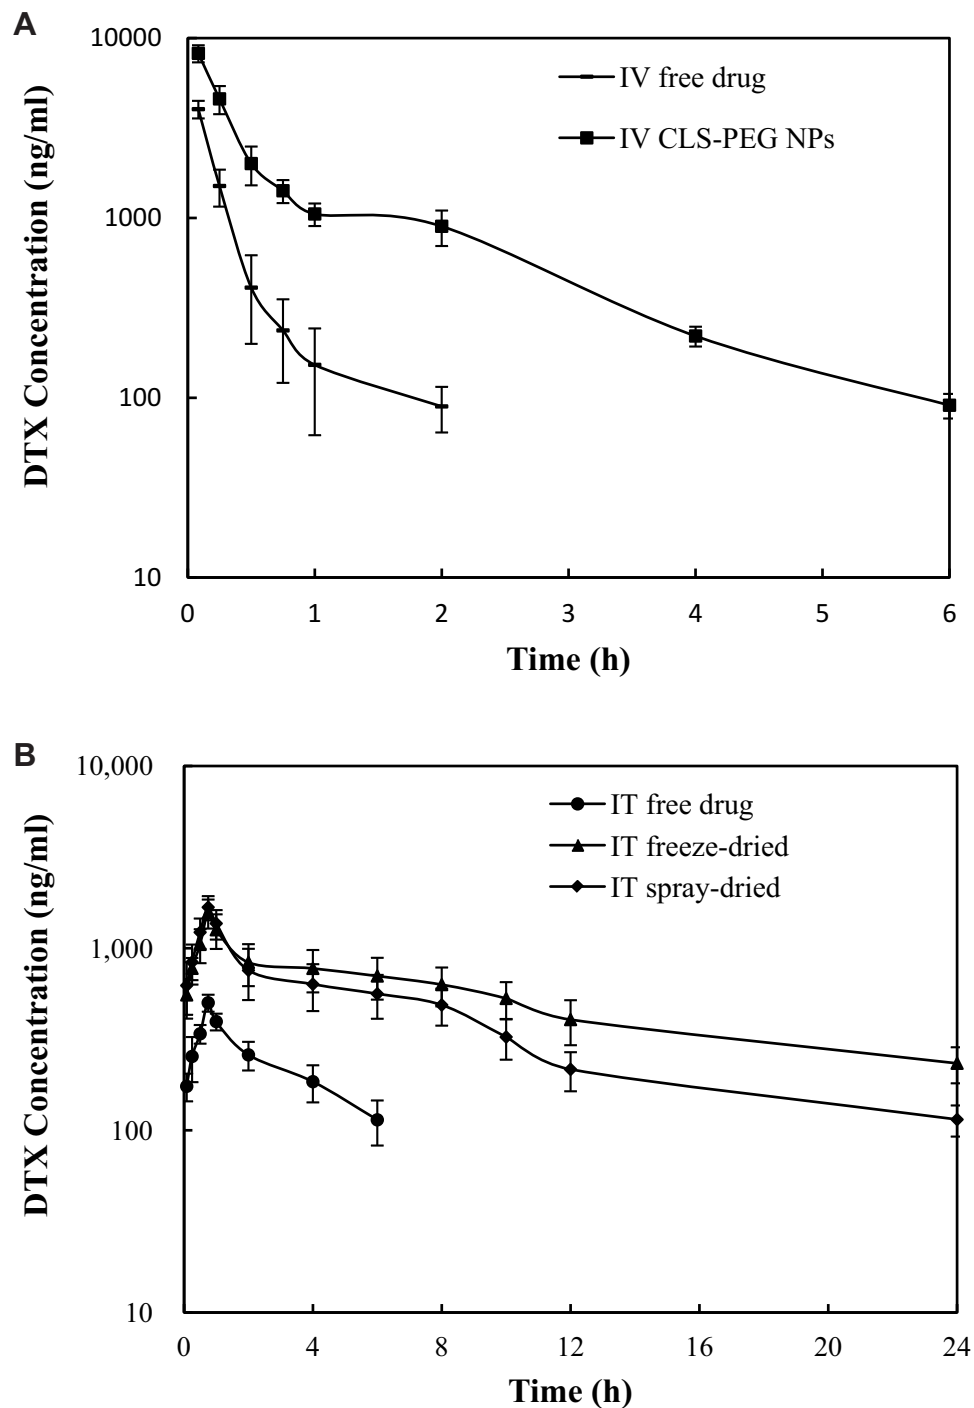 A
DTX Concentration (ng/ml)
10000
1000
100
10
IV free drug
IV CLS-PEG NPs
0 1 2 3 4 5 6
Time (h)
B
DTX Concentration (ng/ml)
10,000
1,000
100
10
IT free drug
IT freeze-dried
IT spray-dried
0 4 8 12 16 20 24
Time (h)